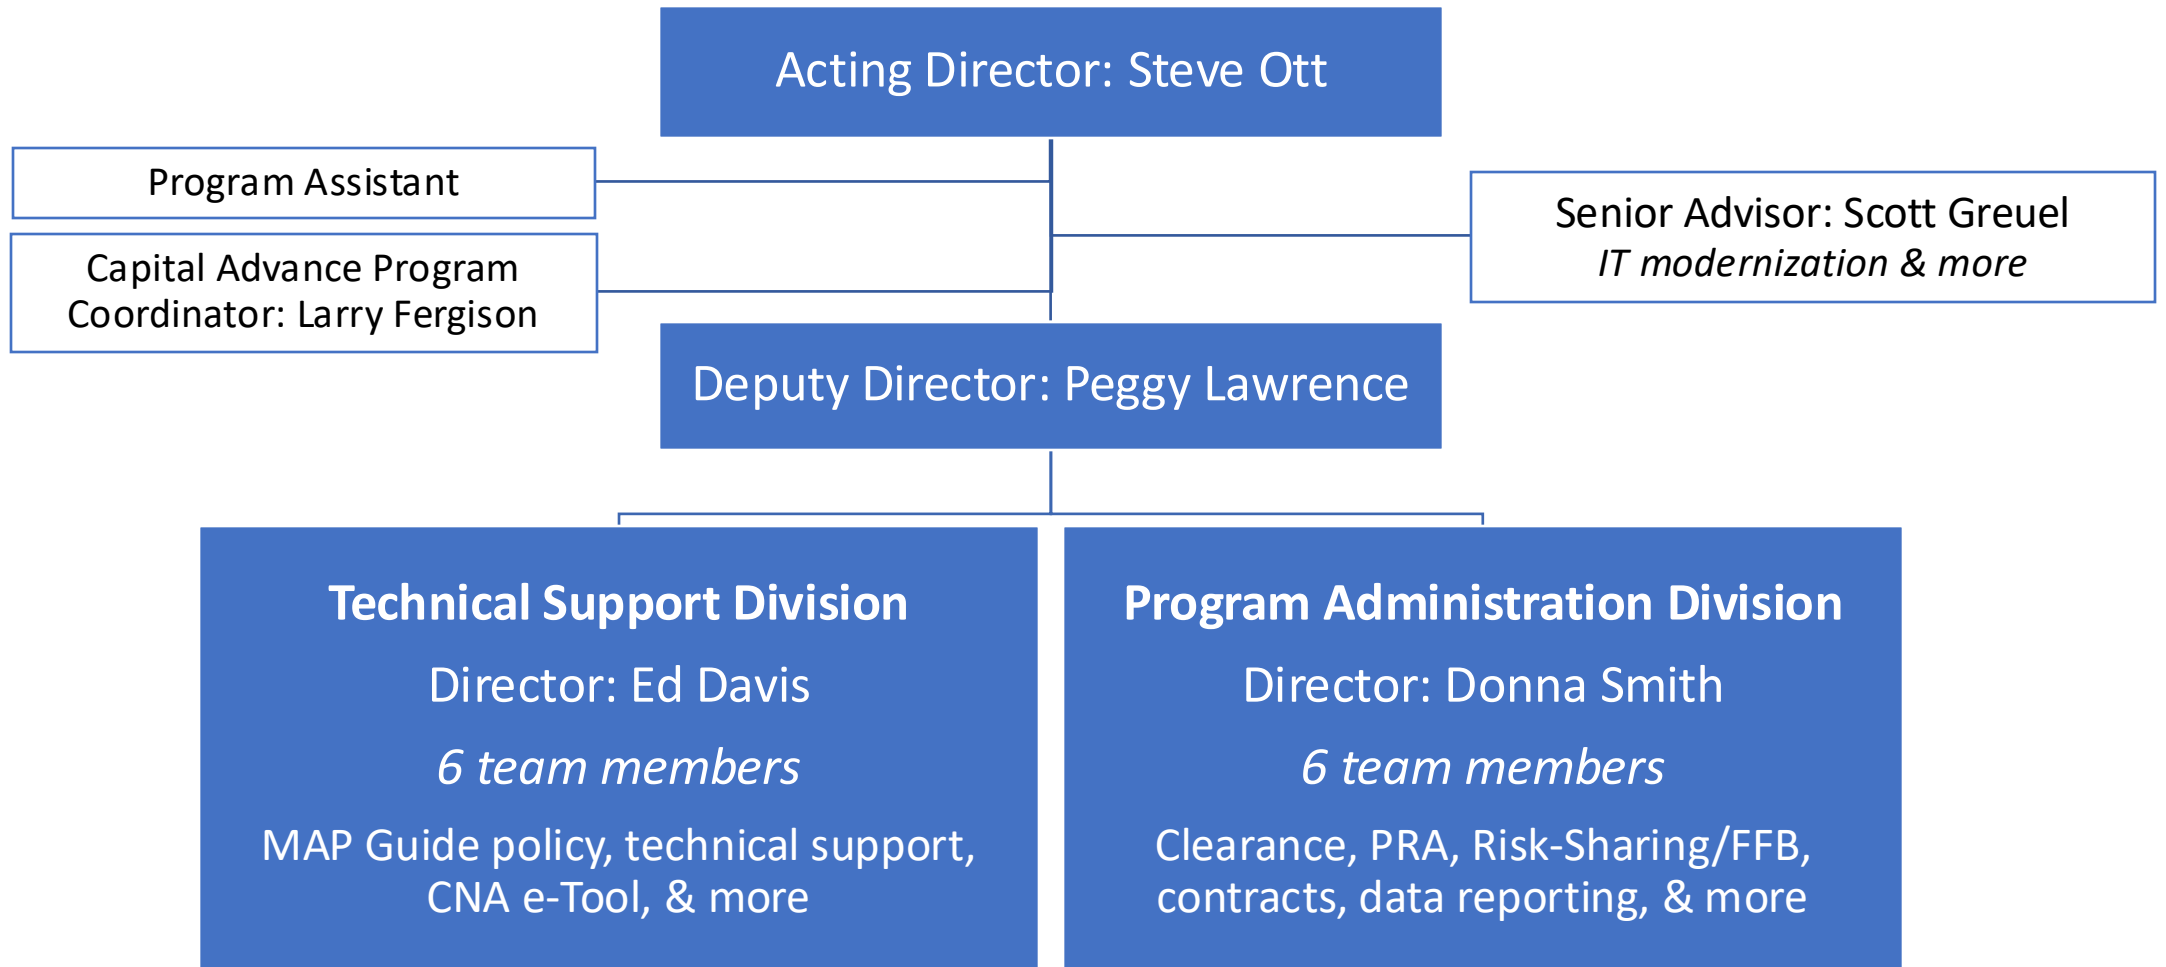 Acting Director: Steve Ott
Program Assistant
Senior Advisor: Scott Greuel
IT modernization & more
Capital Advance Program
Coordinator: Larry Fergison
Deputy Director: Peggy Lawrence
Technical Support Division
Director: Ed Davis
6 team members
MAP Guide policy, technical support,
CNA e-Tool, & more
Program Administration Division
Director: Donna Smith
6 team members
Clearance, PRA, Risk-Sharing/FFB,
contracts, data reporting, & more